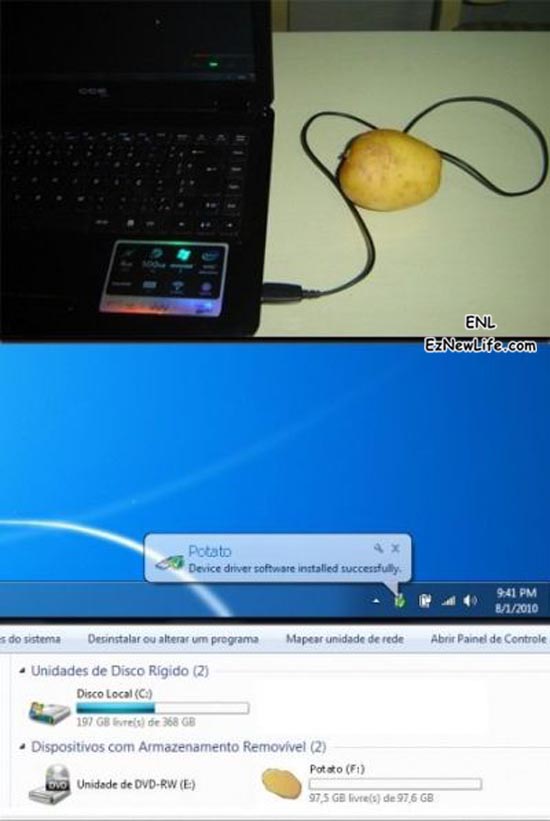 CCE
500GB
ENL
EzNewLife.com
Potato
Device driver software installed successfully.
9:41 PM
8/1/2010
s do sistema Desinstalar ou alterar um programa Mapear unidade de rede Abrir Painel de Controle
Unidades de Disco Rígido (2)
Disco Local (C:)
197 GB livre(s) de 368 GB
Dispositivos com Armazenamento Removível (2)
DVD
Unidade de DVD-RW (E:)
Potato (F:)
97,5 GB livre(s) de 97,6 GB